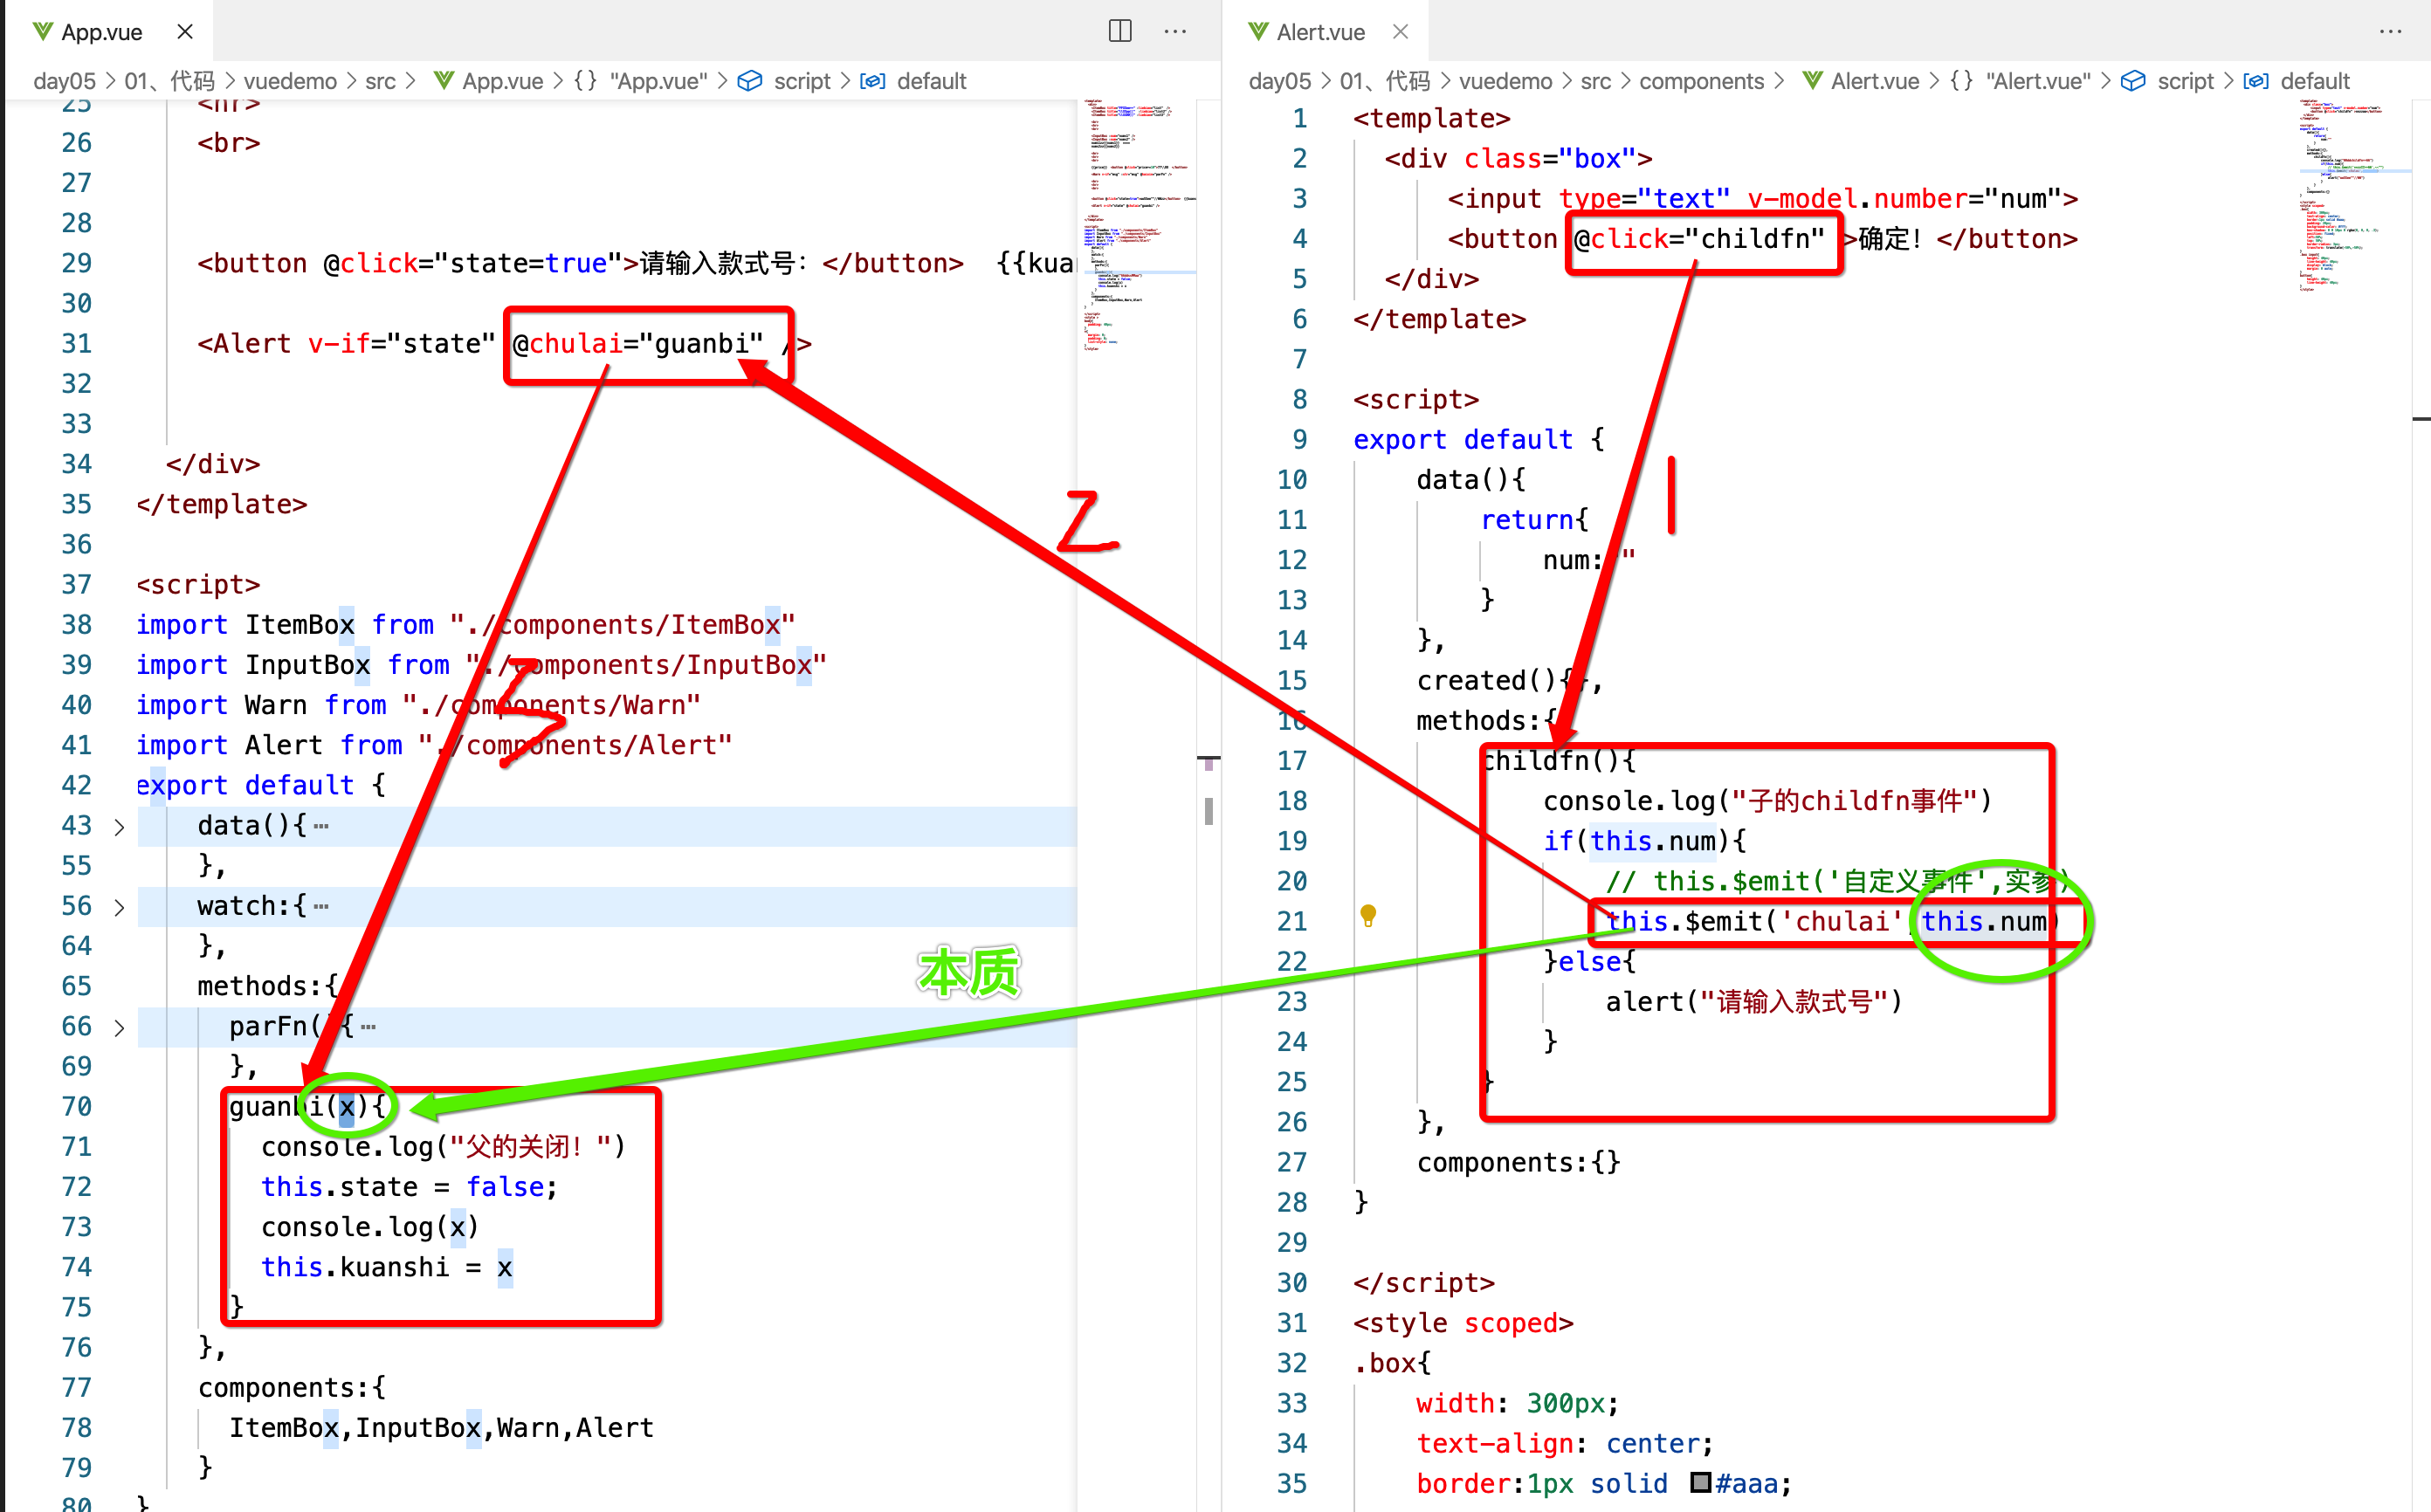 App.vue
day05 > 01、代码 > vuedemo > src > App.vue > {} "App.vue" > script > default
25 <hr>
26 <br>
27
28
29 <button @click="state=true">请输入款式号：</button> {{kua
30
31 <Alert v-if="state" @chulai="guanbi" />
32
33
34 </div>
35 </template>
36
37 <script>
38 import ItemBox from "./components/ItemBox"
39 import InputBox from "./components/InputBox"
40 import Warn from "./components/Warn"
41 import Alert from "./components/Alert"
42 export default {
43 data(){
55 },
56 watch:{
64 },
65 methods:{
66 parFn(){
69 },
70 guanbi(x){
71 console.log("父的关闭！")
72 this.state = false;
73 console.log(x)
74 this.kuanshi = x
75 }
76 },
77 components:{
78 ItemBox,InputBox,Warn,Alert
79 }
80 }
Z
3
本质
Alert.vue
day05 > 01、代码 > vuedemo > src > components > Alert.vue > {} "Alert.vue" > script > default
1 <template>
2 <div class="box">
3 <input type="text" v-model.number="num">
4 <button @click="childfn" >确定！</button>
5 </div>
6 </template>
7
8 <script>
9 export default {
10 data(){
11 return{
12 num:""
13 }
14 },
15 created(){},
16 methods:{
17 childfn(){
18 console.log("子的childfn事件")
19 if(this.num){
20 // this.$emit('自定义事件',实参)
21 this.$emit('chulai',this.num)
22 }else{
23 alert("请输入款式号")
24 }
25 }
26 },
27 components:{}
28 }
29
30 </script>
31 <style scoped>
32 .box{
33 width: 300px;
34 text-align: center;
35 border:1px solid #aaa;
1